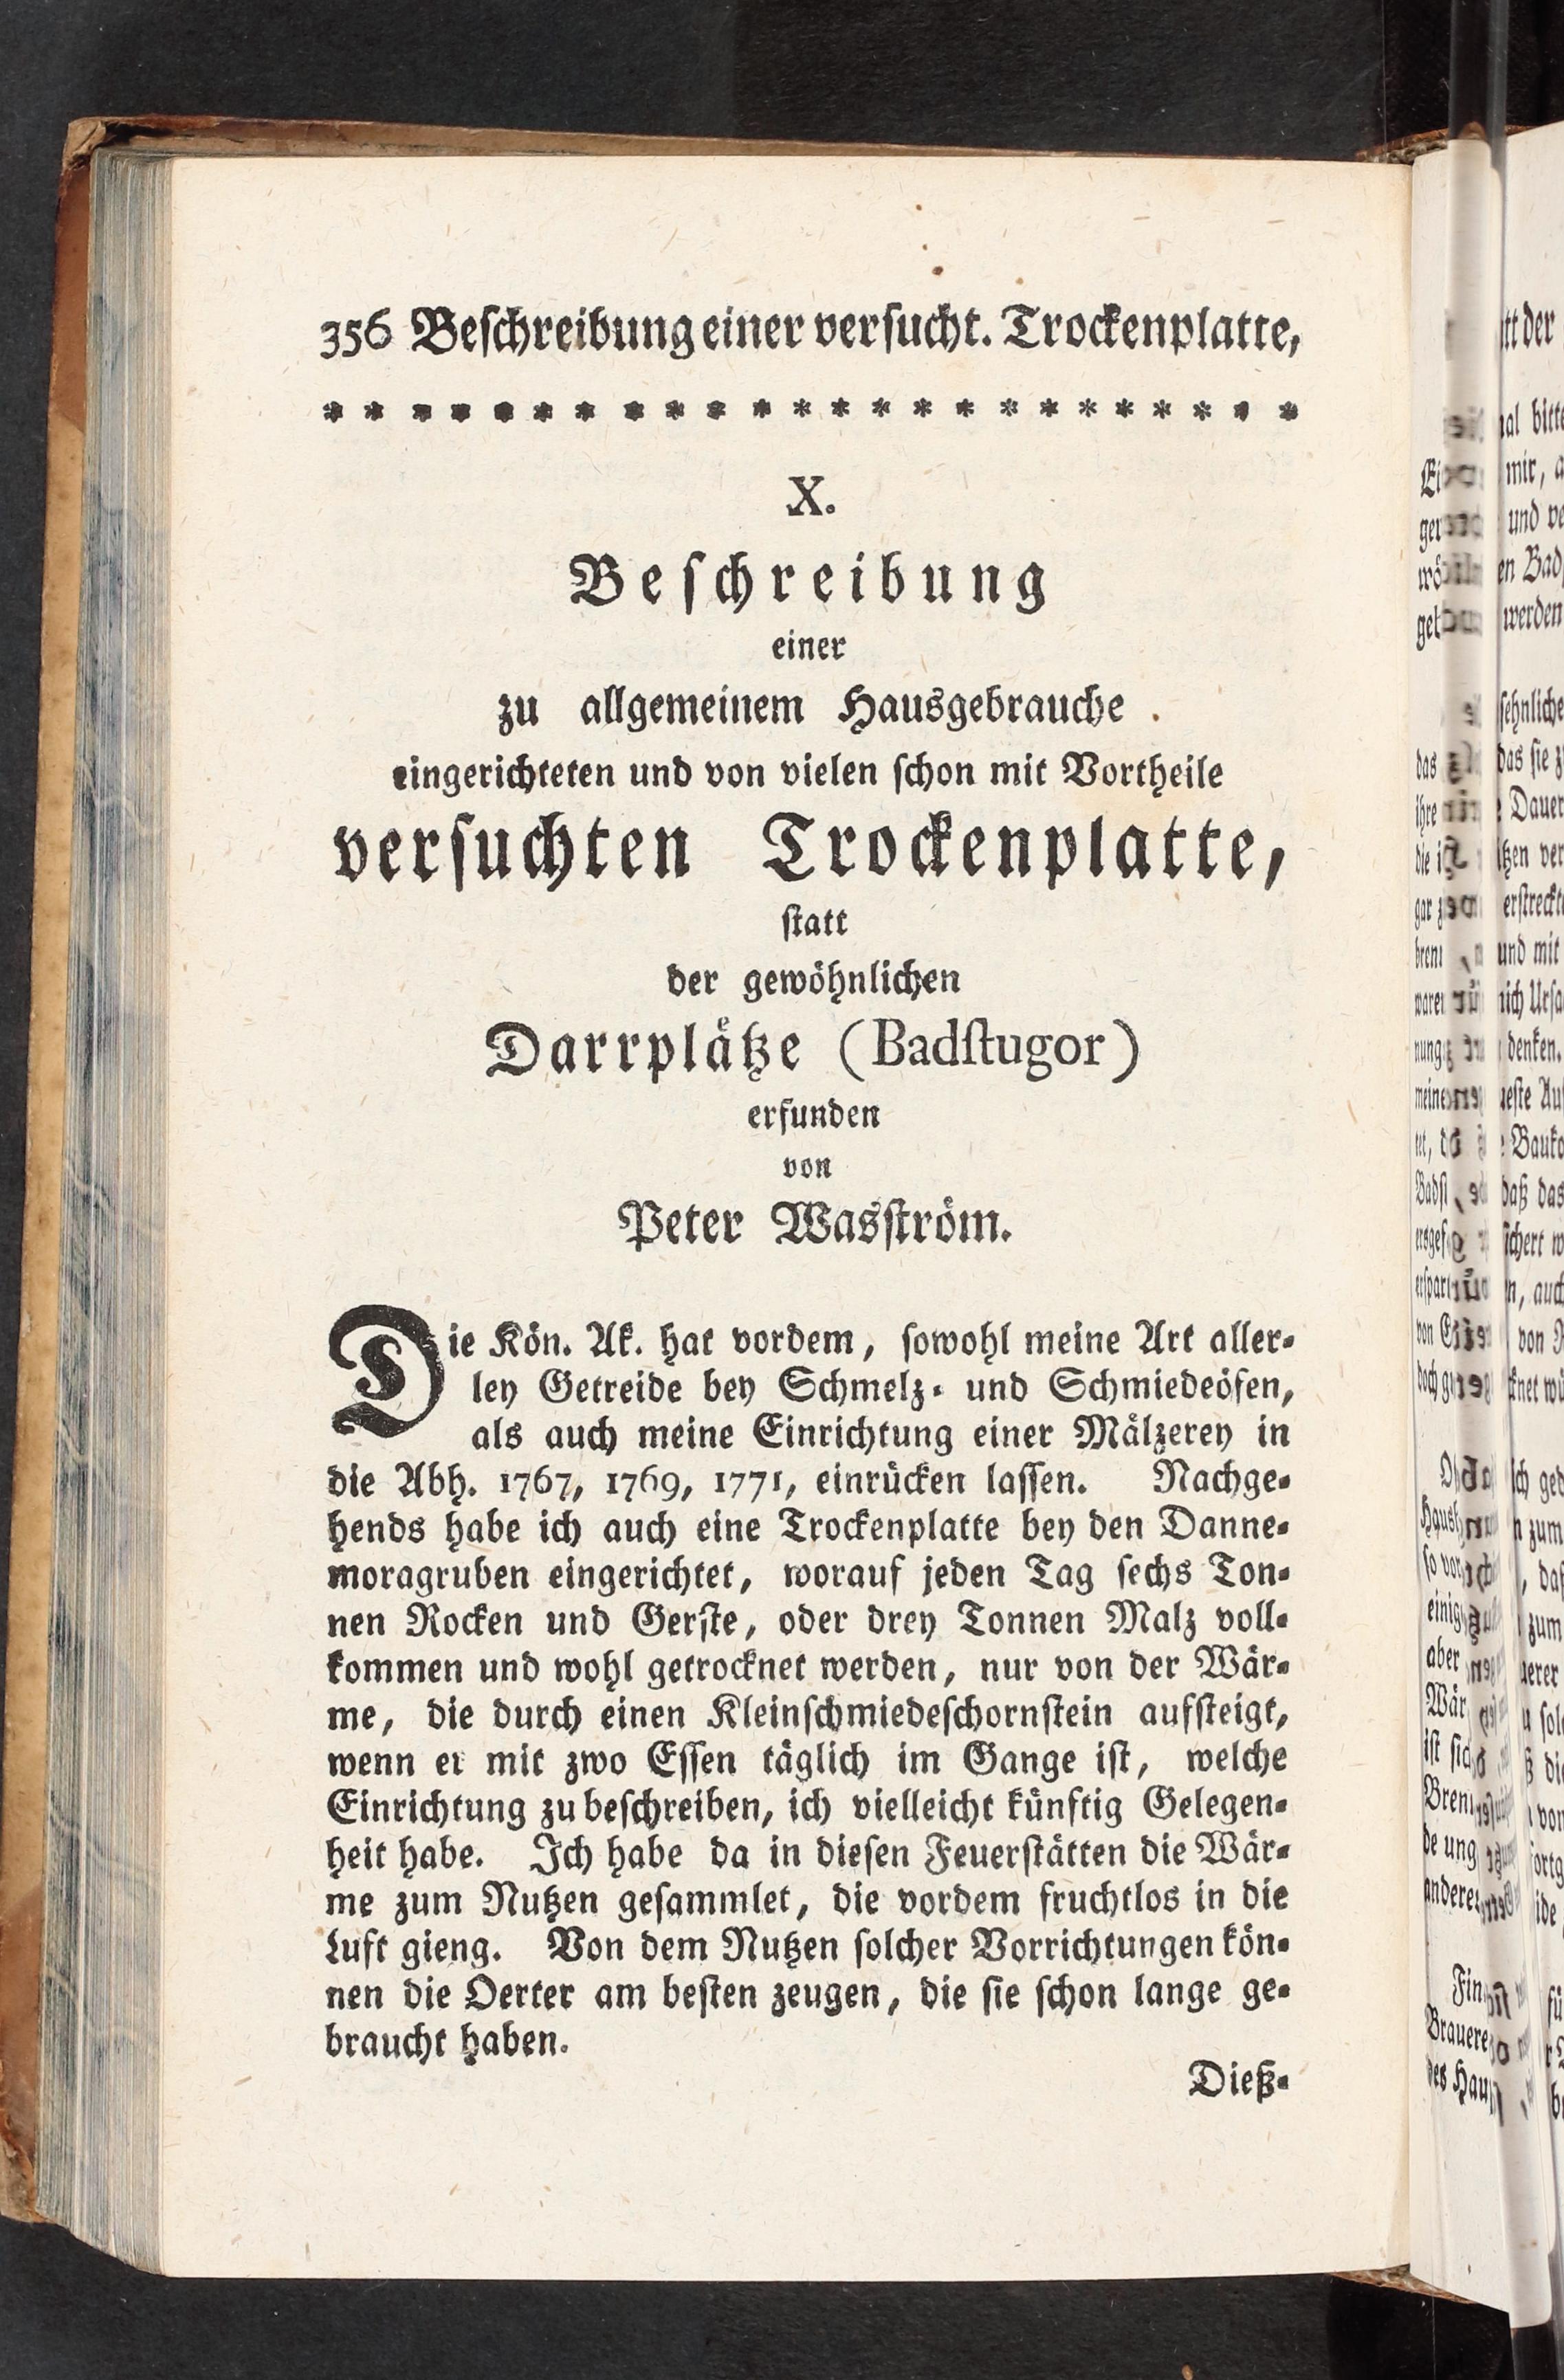 356 Beſchreibung einer verſucht. Trockenplatte,
* * * * * * * * * * * * * * * * * * * * * * * *
X.
Beſchreibung
einer
zu allgemeinem Hausgebrauche
eingerichteten und von vielen ſchon mit Vortheile
verſuchten Trockenplatte,
ſtatt
der gewöhnlichen
Darrplätze (Badſtugor)
erfunden
von
Peter Wasſtröm.
Die Kön. Ak. hat vordem, ſowohl meine Art aller-
ley Getreide bey Schmelz- und Schmiedeöfen,
als auch meine Einrichtung einer Mälzerey in
die Abh. 1767, 1769, 1771, einrücken laſſen. Nachge-
hends habe ich auch eine Trockenplatte bey den Danne-
moragruben eingerichtet, worauf jeden Tag ſechs Ton-
nen Rocken und Gerſte, oder drey Tonnen Malz voll-
kommen und wohl getrocknet werden, nur von der Wär-
me, die durch einen Kleinſchmiedeſchornſtein aufſteigt,
wenn er mit zwo Eſſen täglich im Gange iſt, welche
Einrichtung zu beſchreiben, ich vielleicht künftig Gelegen-
heit habe. Ich habe da in dieſen Feuerſtätten die Wär-
me zum Nutzen geſammlet, die vordem fruchtlos in die
Luft gieng. Von dem Nutzen ſolcher Vorrichtungen kön-
nen die Oerter am beſten zeugen, die ſie ſchon lange ge-
braucht haben.
Dieß-